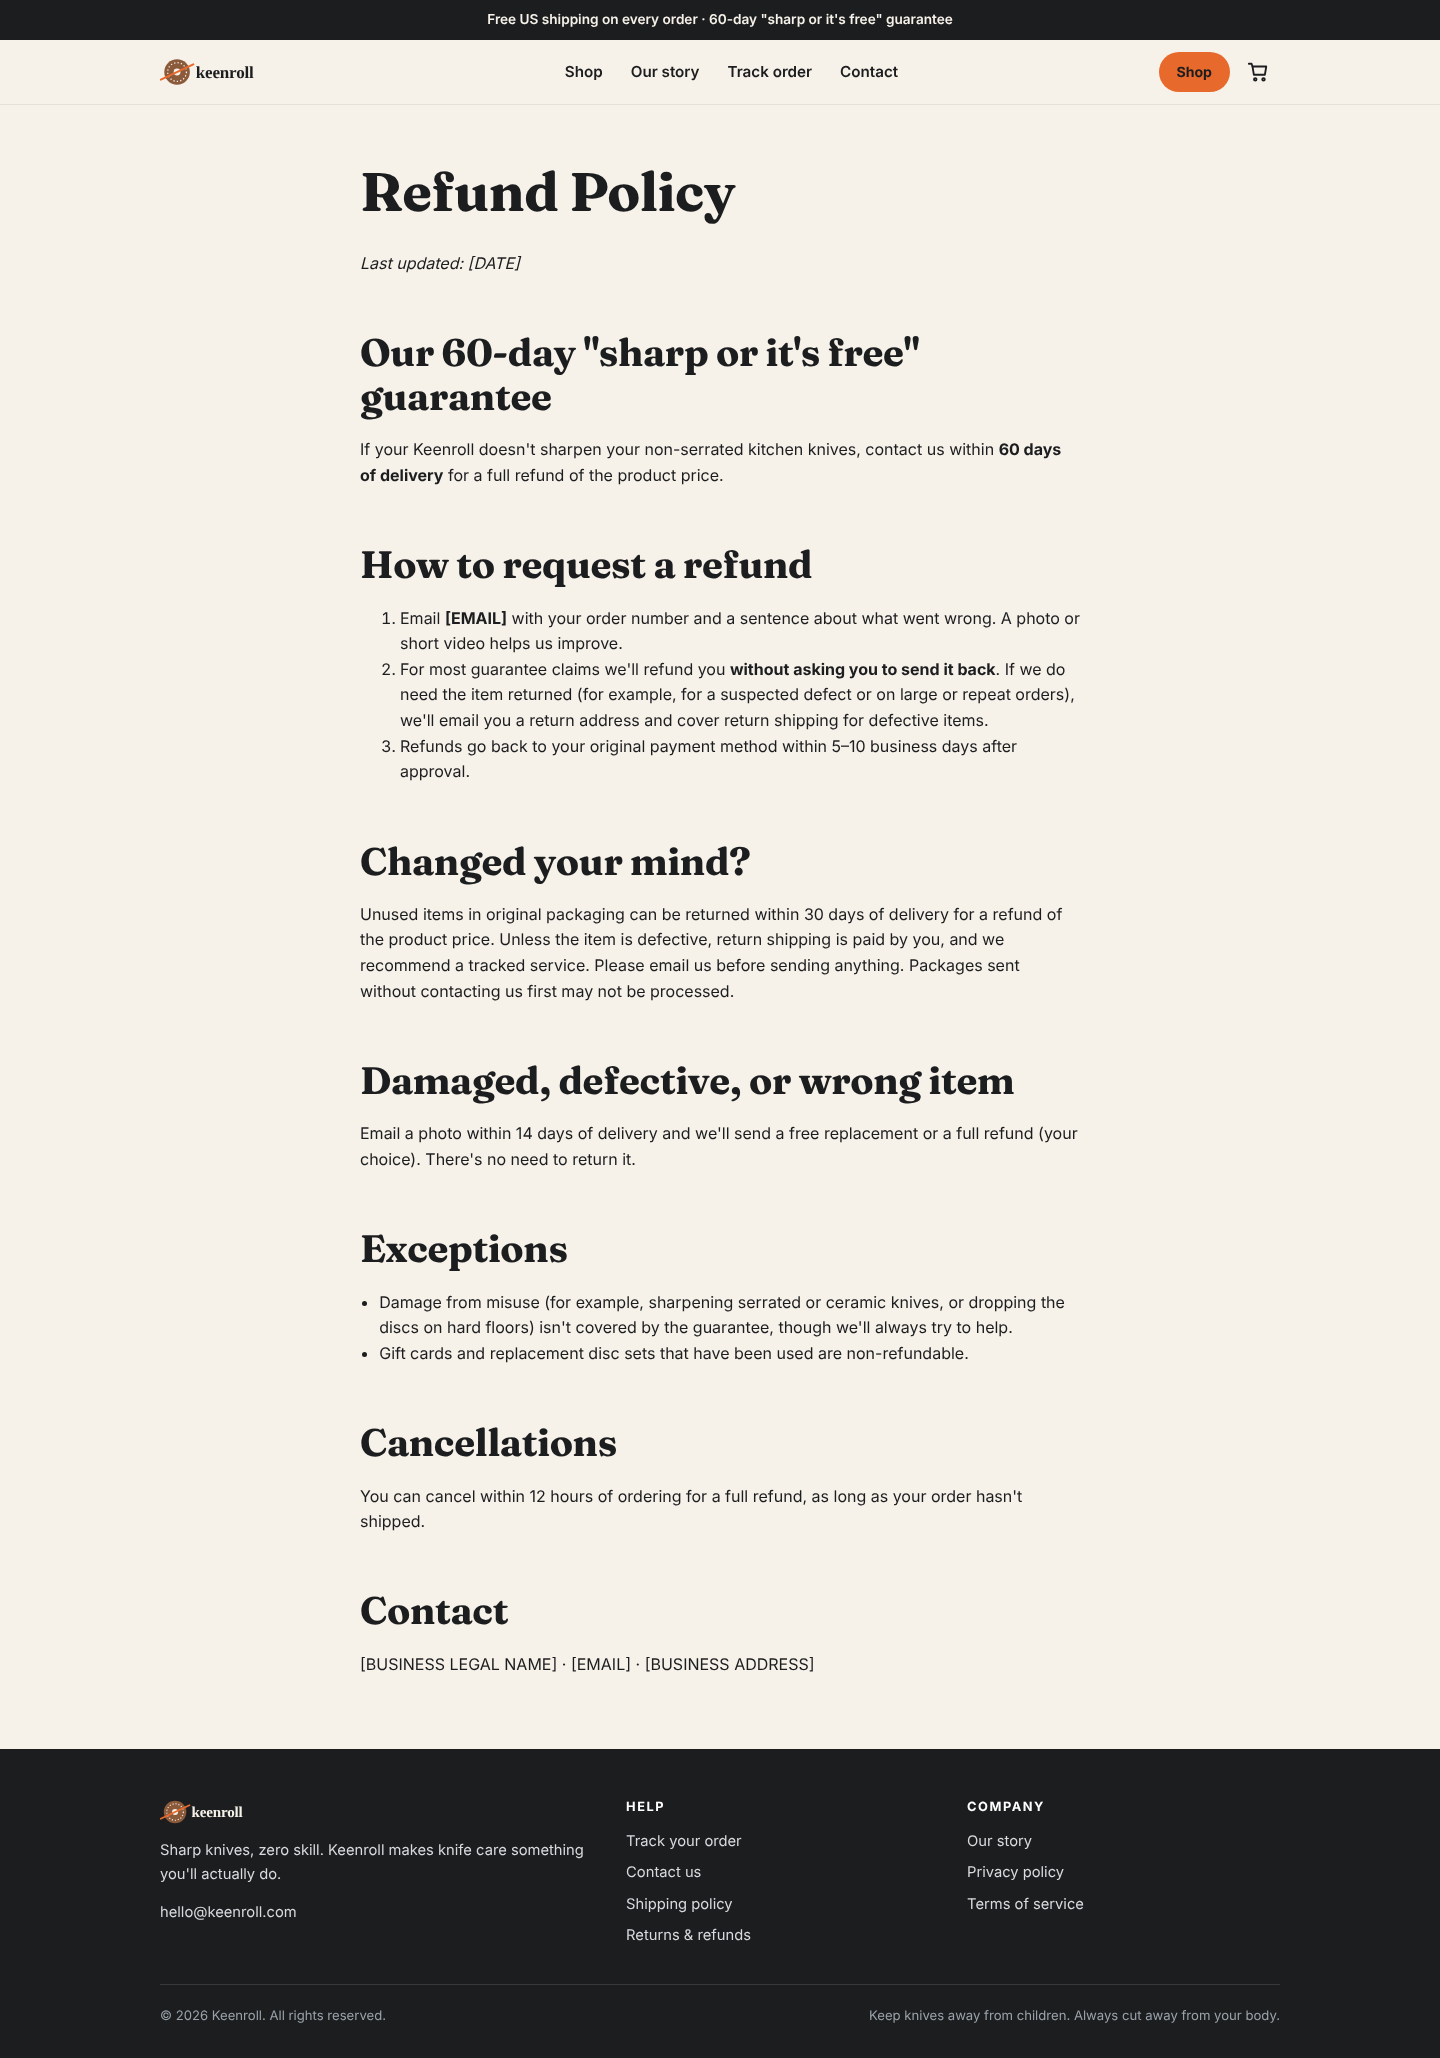 Free US shipping on every order · 60-day "sharp or it's free" guarantee
keenroll
Shop
Our story
Track order
Contact
Shop
Refund Policy
Last updated: [DATE]
Our 60-day "sharp or it's free"
guarantee
If your Keenroll doesn't sharpen your non-serrated kitchen knives, contact us within 60 days
of delivery for a full refund of the product price.
How to request a refund
1. Email [EMAIL] with your order number and a sentence about what went wrong. A photo or
short video helps us improve.
2. For most guarantee claims we'll refund you without asking you to send it back. If we do
need the item returned (for example, for a suspected defect or on large or repeat orders),
we'll email you a return address and cover return shipping for defective items.
3. Refunds go back to your original payment method within 5–10 business days after
approval.
Changed your mind?
Unused items in original packaging can be returned within 30 days of delivery for a refund of
the product price. Unless the item is defective, return shipping is paid by you, and we
recommend a tracked service. Please email us before sending anything. Packages sent
without contacting us first may not be processed.
Damaged, defective, or wrong item
Email a photo within 14 days of delivery and we'll send a free replacement or a full refund (your
choice). There's no need to return it.
Exceptions
• Damage from misuse (for example, sharpening serrated or ceramic knives, or dropping the
discs on hard floors) isn't covered by the guarantee, though we'll always try to help.
• Gift cards and replacement disc sets that have been used are non-refundable.
Cancellations
You can cancel within 12 hours of ordering for a full refund, as long as your order hasn't
shipped.
Contact
[BUSINESS LEGAL NAME] · [EMAIL] · [BUSINESS ADDRESS]
keenroll
Sharp knives, zero skill. Keenroll makes knife care something
you'll actually do.
hello@keenroll.com
HELP
Track your order
Contact us
Shipping policy
Returns & refunds
COMPANY
Our story
Privacy policy
Terms of service
© 2026 Keenroll. All rights reserved.
Keep knives away from children. Always cut away from your body.